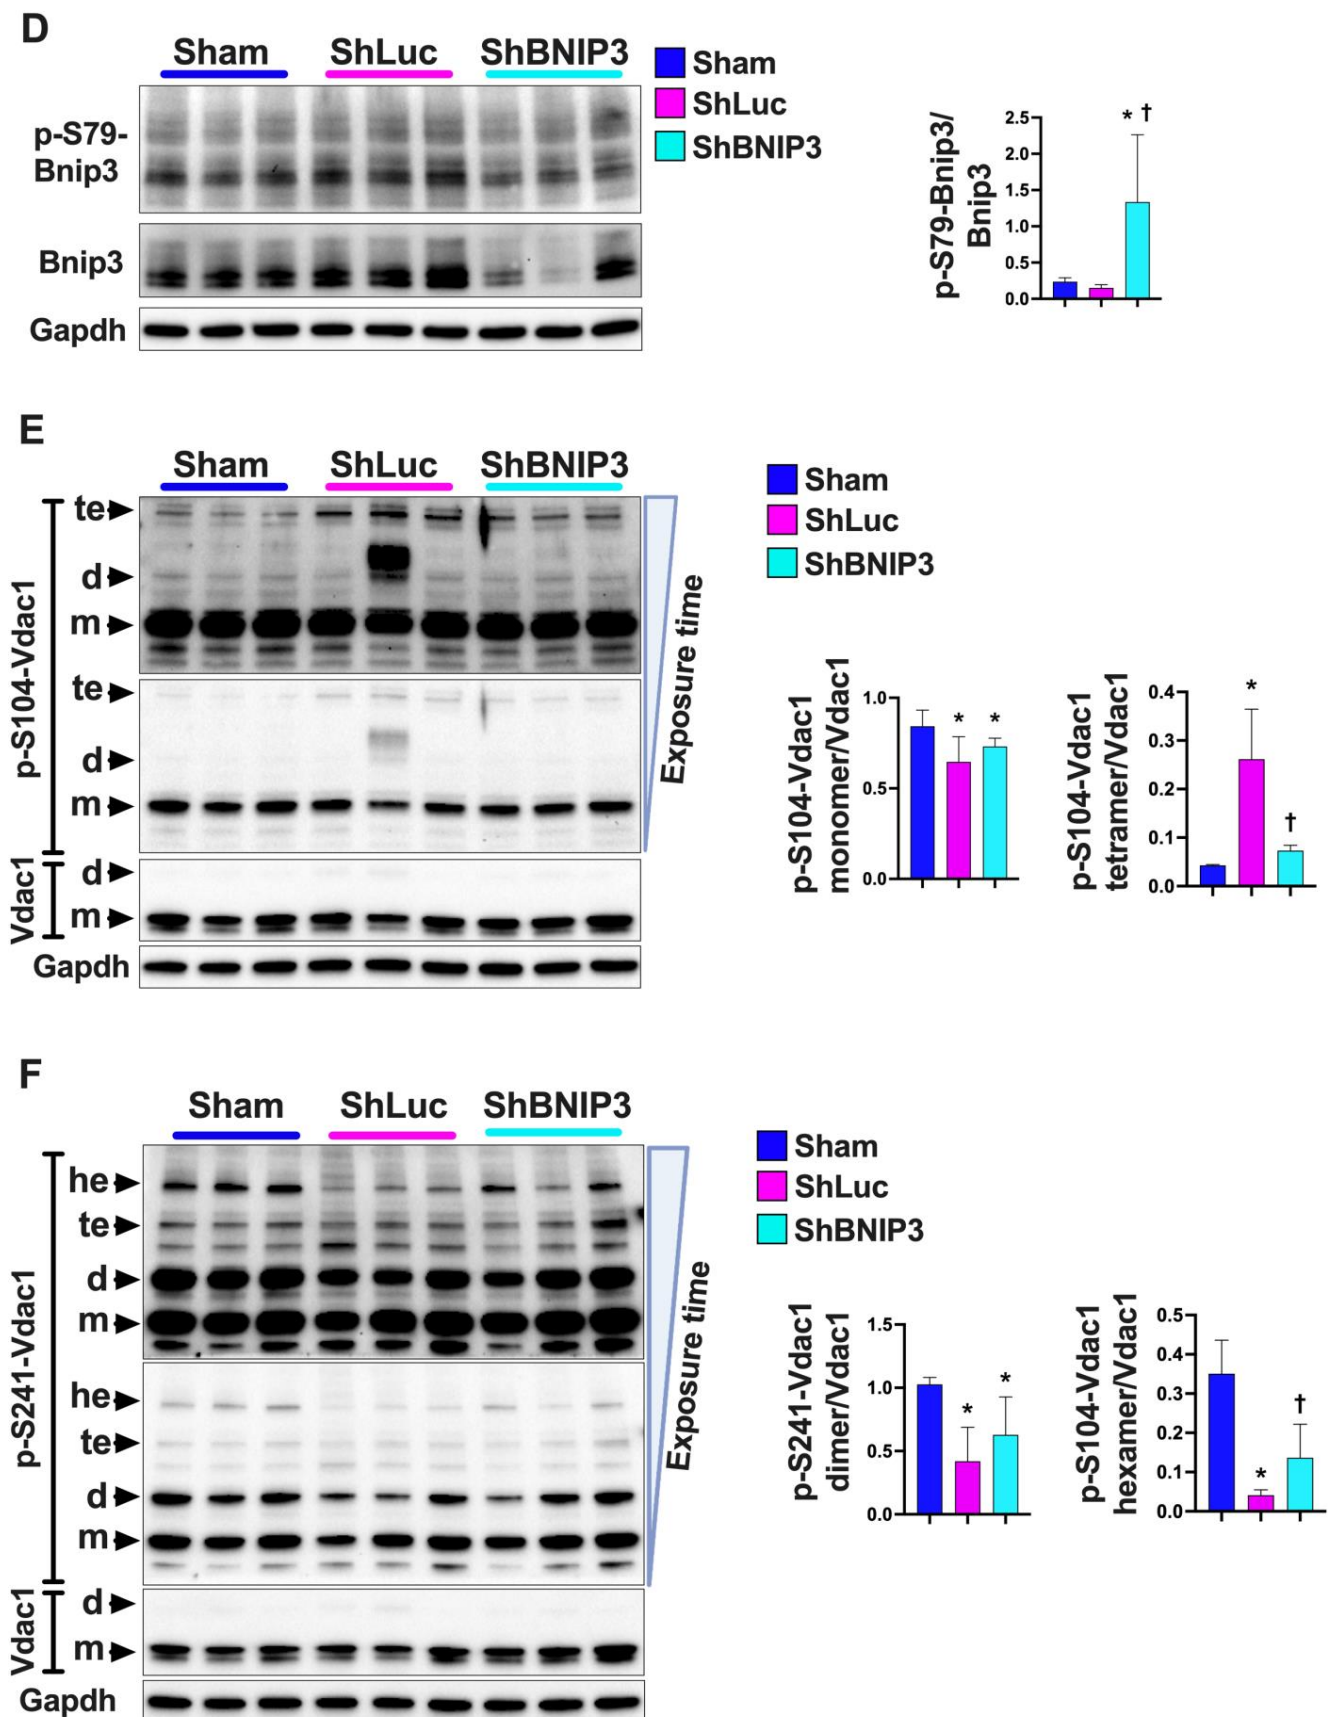 D
Sham ShLuc ShBNIP3
p-S79-
Bnip3
Bnip3
Gapdh
Sham
ShLuc
ShBNIP3
p-S79-Bnip3/
Bnip3
2.5
2.0
1.5
1.0
0.5
0.0
* †
E
Sham ShLuc ShBNIP3
p-S104-Vdac1
te
d
m
te
d
m
Vdac1
d
m
Gapdh
Exposure time
Sham
ShLuc
ShBNIP3
p-S104-Vdac1
monomer/Vdac1
1.0
0.5
0.0
* *
p-S104-Vdac1
tetramer/Vdac1
0.4
0.3
0.2
0.1
0.0
*
†
F
Sham ShLuc ShBNIP3
p-S241-Vdac1
he
te
d
m
he
te
d
m
Vdac1
d
m
Gapdh
Exposure time
Sham
ShLuc
ShBNIP3
p-S241-Vdac1
dimer/Vdac1
1.5
1.0
0.5
0.0
* *
p-S104-Vdac1
hexamer/Vdac1
0.5
0.4
0.3
0.2
0.1
0.0
*
†